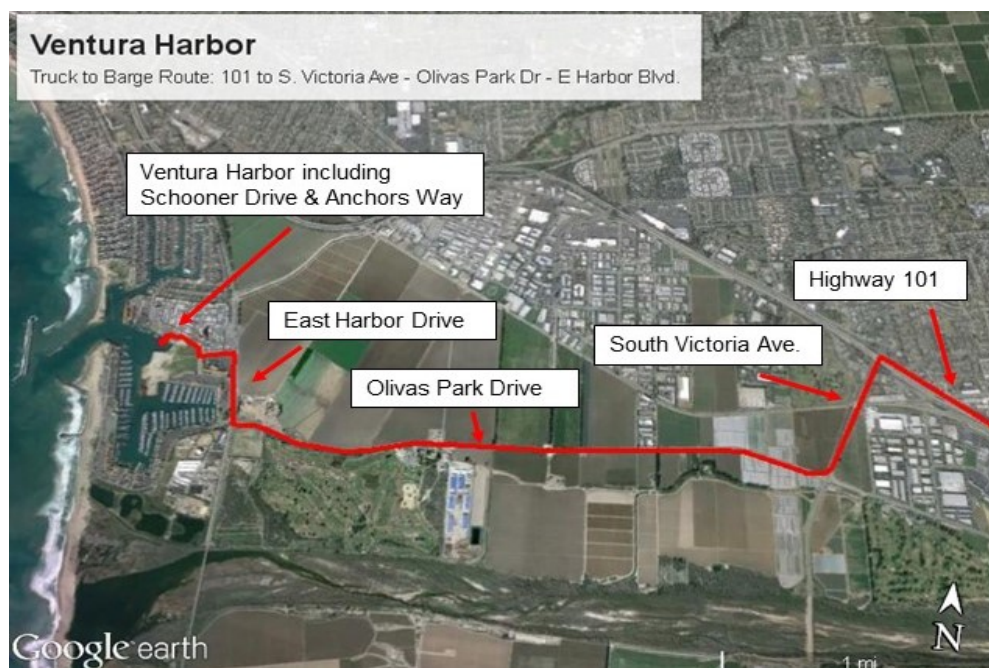 Ventura Harbor
Truck to Barge Route: 101 to S. Victoria Ave - Olivas Park Dr - E Harbor Blvd.
Ventura Harbor including
Schooner Drive & Anchors Way
Highway 101
East Harbor Drive
South Victoria Ave.
Olivas Park Drive
N
Google earth
1 mi